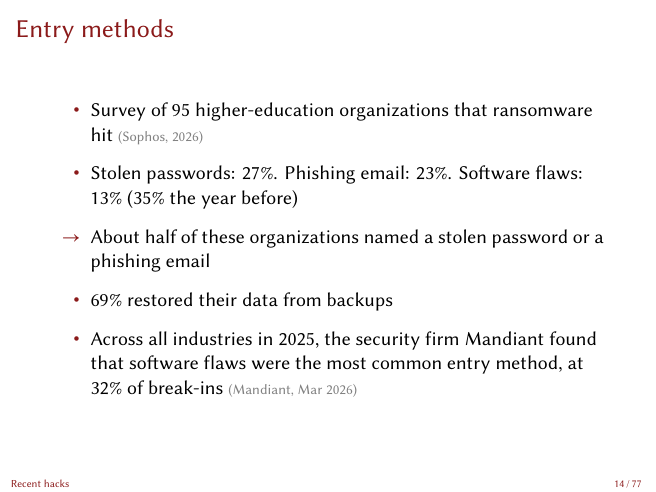 Entry methods
• Survey of 95 higher-education organizations that ransomware
hit (Sophos, 2026)
• Stolen passwords: 27%. Phishing email: 23%. Software flaws:
13% (35% the year before)
→ About half of these organizations named a stolen password or a
phishing email
• 69% restored their data from backups
• Across all industries in 2025, the security firm Mandiant found
that software flaws were the most common entry method, at
32% of break-ins (Mandiant, Mar 2026)
Recent hacks
14 / 77